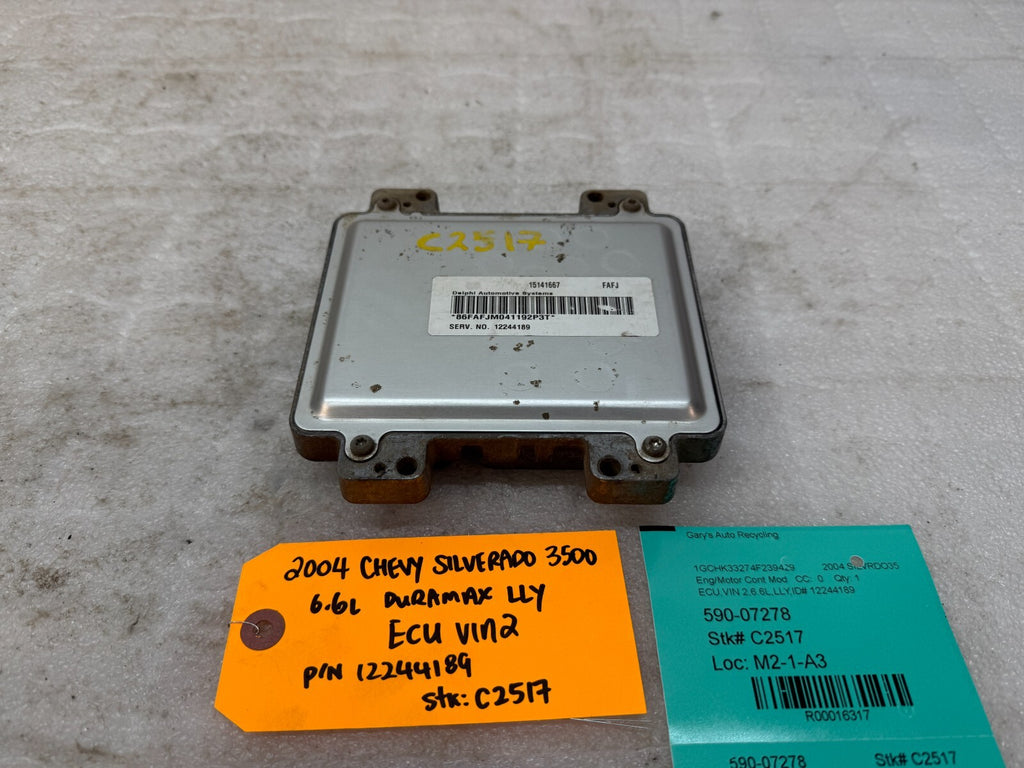 C2517
15141667 FAFJ
Delphi Automotive Systems
*86FAFJM041192P3T*
SERV. NO. 12244189
2004 CHEVY SILVERADO 3500
6.6L DURAMAX LLY
ECU VIN2
P/N 12244189
Stk: C2517
Gary's Auto Recycling
1GCHK33274F239429 2004 SILVRDO35
Eng/Motor Cont Mod CC: 0 Qty: 1
ECU,VIN 2,6.6L,LLY,ID# 12244189
590-07278
Stk# C2517
Loc: M2-1-A3
R00016317
590-07278 Stk# C2517